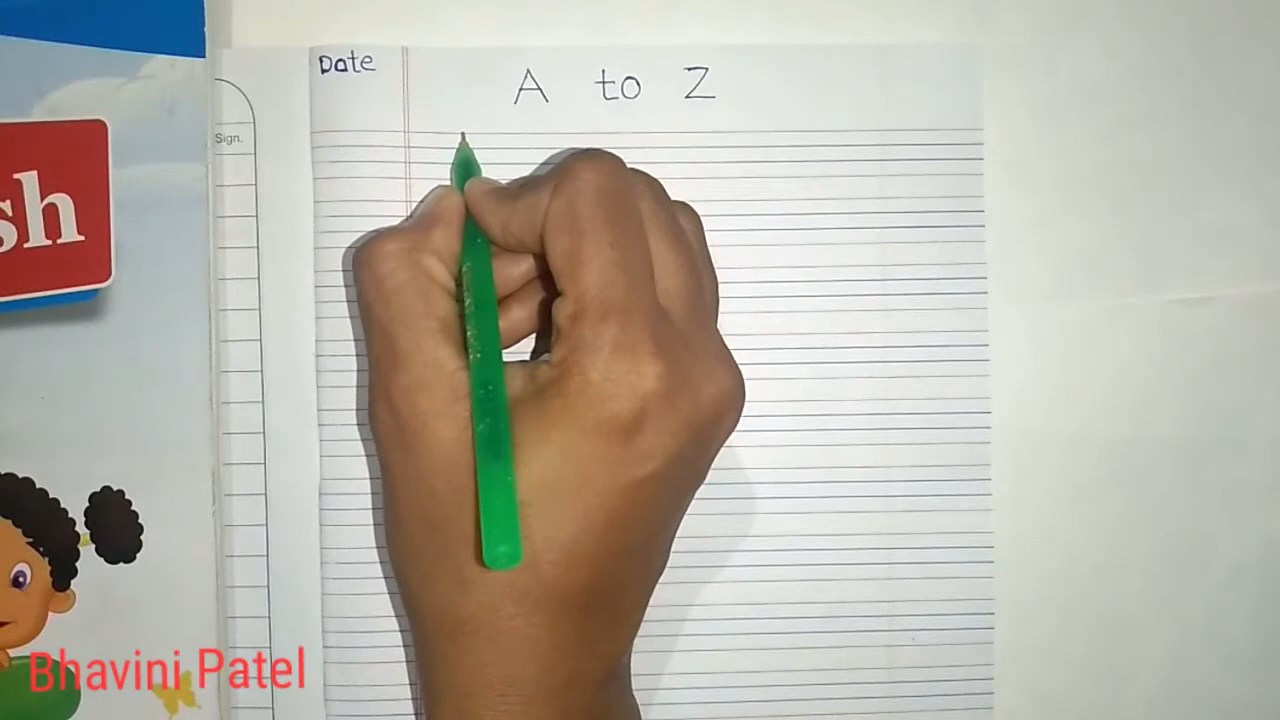 Date
A to Z
Sign.
sh
Bhavini Patel